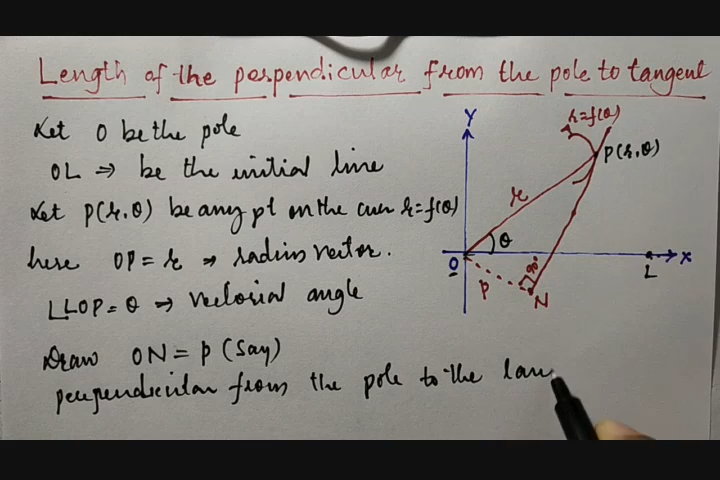 Length of the perpendicular from the pole to tangent
Let O be the pole
OL ⇒ be the initial line
Let P(r,θ) be any pt on the curr r=f(θ)
here OP = r ⇒ radius vector.
∠LOP = θ → vectorial angle
Draw ON = p (Say)
perpendicular from the pole to the tan
Y
r=f(θ)
P(r,θ)
r
θ
O
L
X
90°
p
N